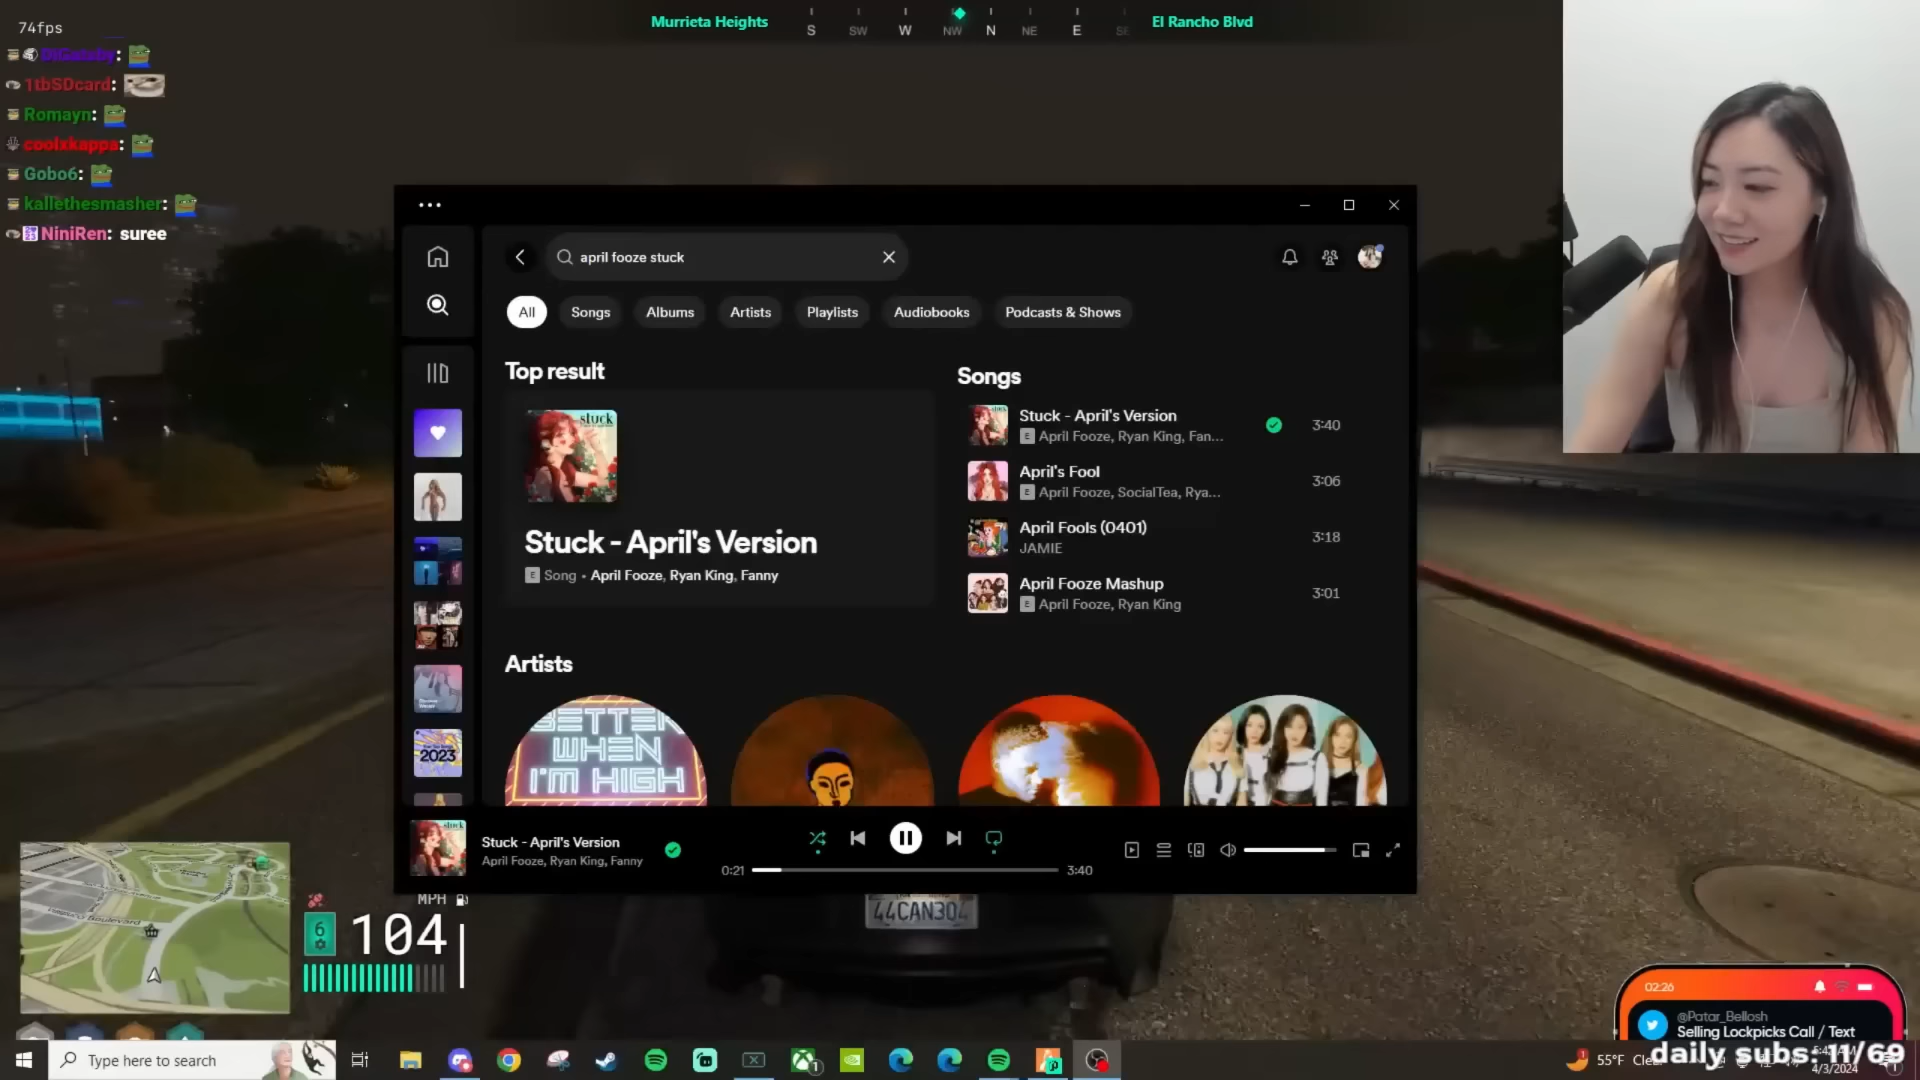 74fps
Murrieta Heights
S
SW
W
NW
N
NE
E
SE
El Rancho Blvd
DiGatsby:
1tbSDcard:
Romayn:
coolxkappa:
Gobo6:
kallethesmasher:
NiniRen: suree
april fooze stuck
All
Songs
Albums
Artists
Playlists
Audiobooks
Podcasts & Shows
Top result
stuck
Stuck - April's Version
E Song • April Fooze, Ryan King, Fanny
Songs
Stuck - April's Version
E April Fooze, Ryan King, Fan...
3:40
April's Fool
E April Fooze, SocialTea, Rya...
3:06
April Fools (0401)
JAMIE
3:18
April Fooze Mashup
E April Fooze, Ryan King
3:01
2023
Artists
BETTER
WHEN
I'M HIGH
stuck
Stuck - April's Version
April Fooze, Ryan King, Fanny
0:21
3:40
44CAN304
MPH
6
104
02:26
@Patar_Bellosh
Selling Lockpicks Call / Text
daily subs: 11/69
Type here to search
1
55°F
4/3/2024